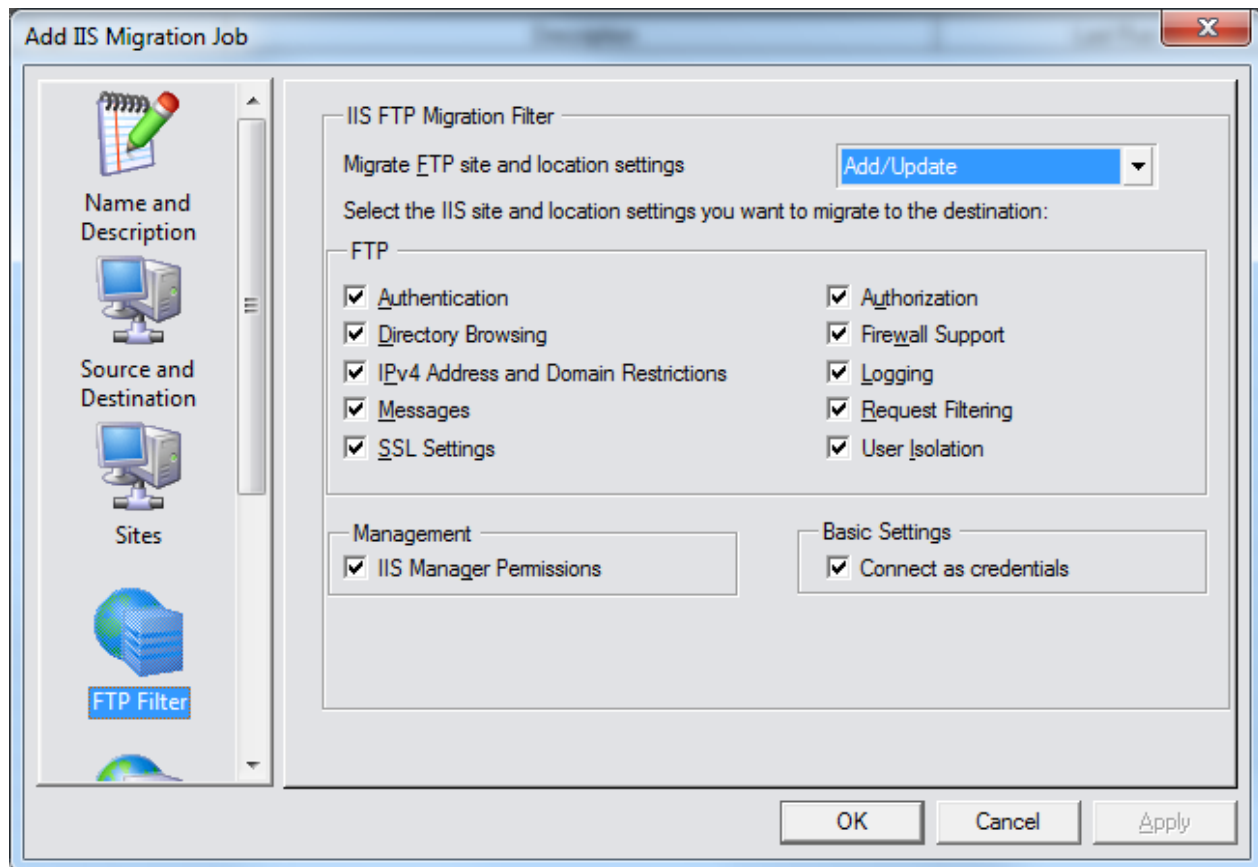 Add IIS Migration Job
Description
Name and
Description
Source and
Destination
Sites
FTP Filter
IIS FTP Migration Filter
Migrate FTP site and location settings
Add/Update
Select the IIS site and location settings you want to migrate to the destination:
FTP
Authentication
Authorization
Directory Browsing
Firewall Support
IPv4 Address and Domain Restrictions
Logging
Messages
Request Filtering
SSL Settings
User Isolation
Management
IIS Manager Permissions
Basic Settings
Connect as credentials
OK
Cancel
Apply